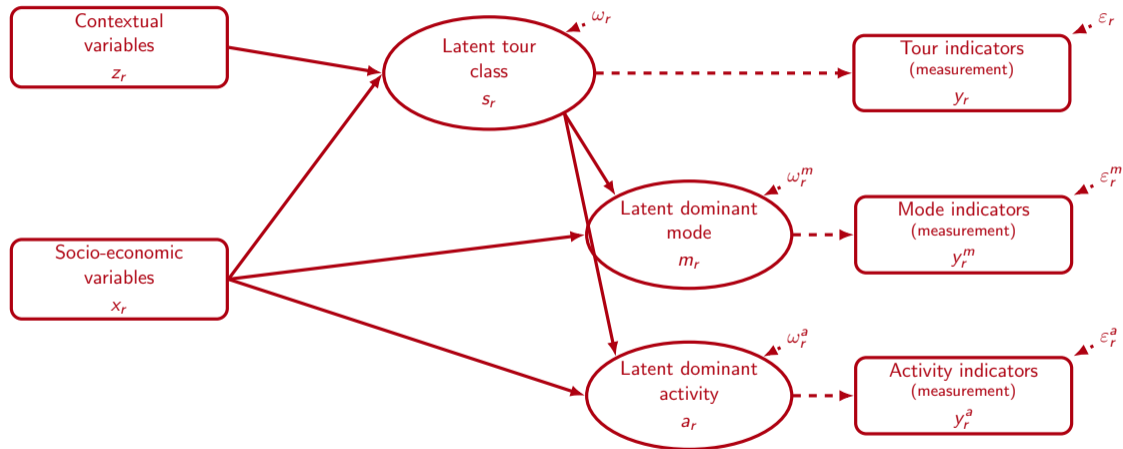 Contextual
variables
z_r
Socio-economic
variables
x_r
Latent tour
class
s_r
ω_r
Latent dominant
mode
m_r
ω_r^m
Latent dominant
activity
a_r
ω_r^a
Tour indicators
(measurement)
y_r
ε_r
Mode indicators
(measurement)
y_r^m
ε_r^m
Activity indicators
(measurement)
y_r^a
ε_r^a